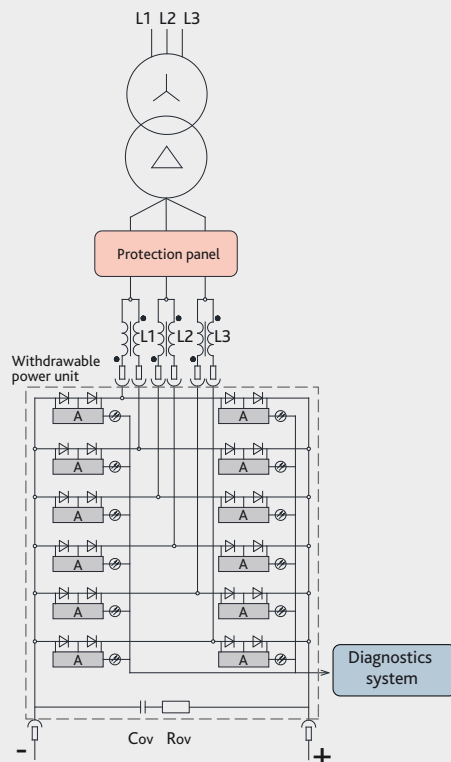 L1 L2 L3
Protection panel
L1 L2 L3
Withdrawable
power unit
A A
A A
A A
A A
A A
A A
Diagnostics
system
Cov Rov
- +